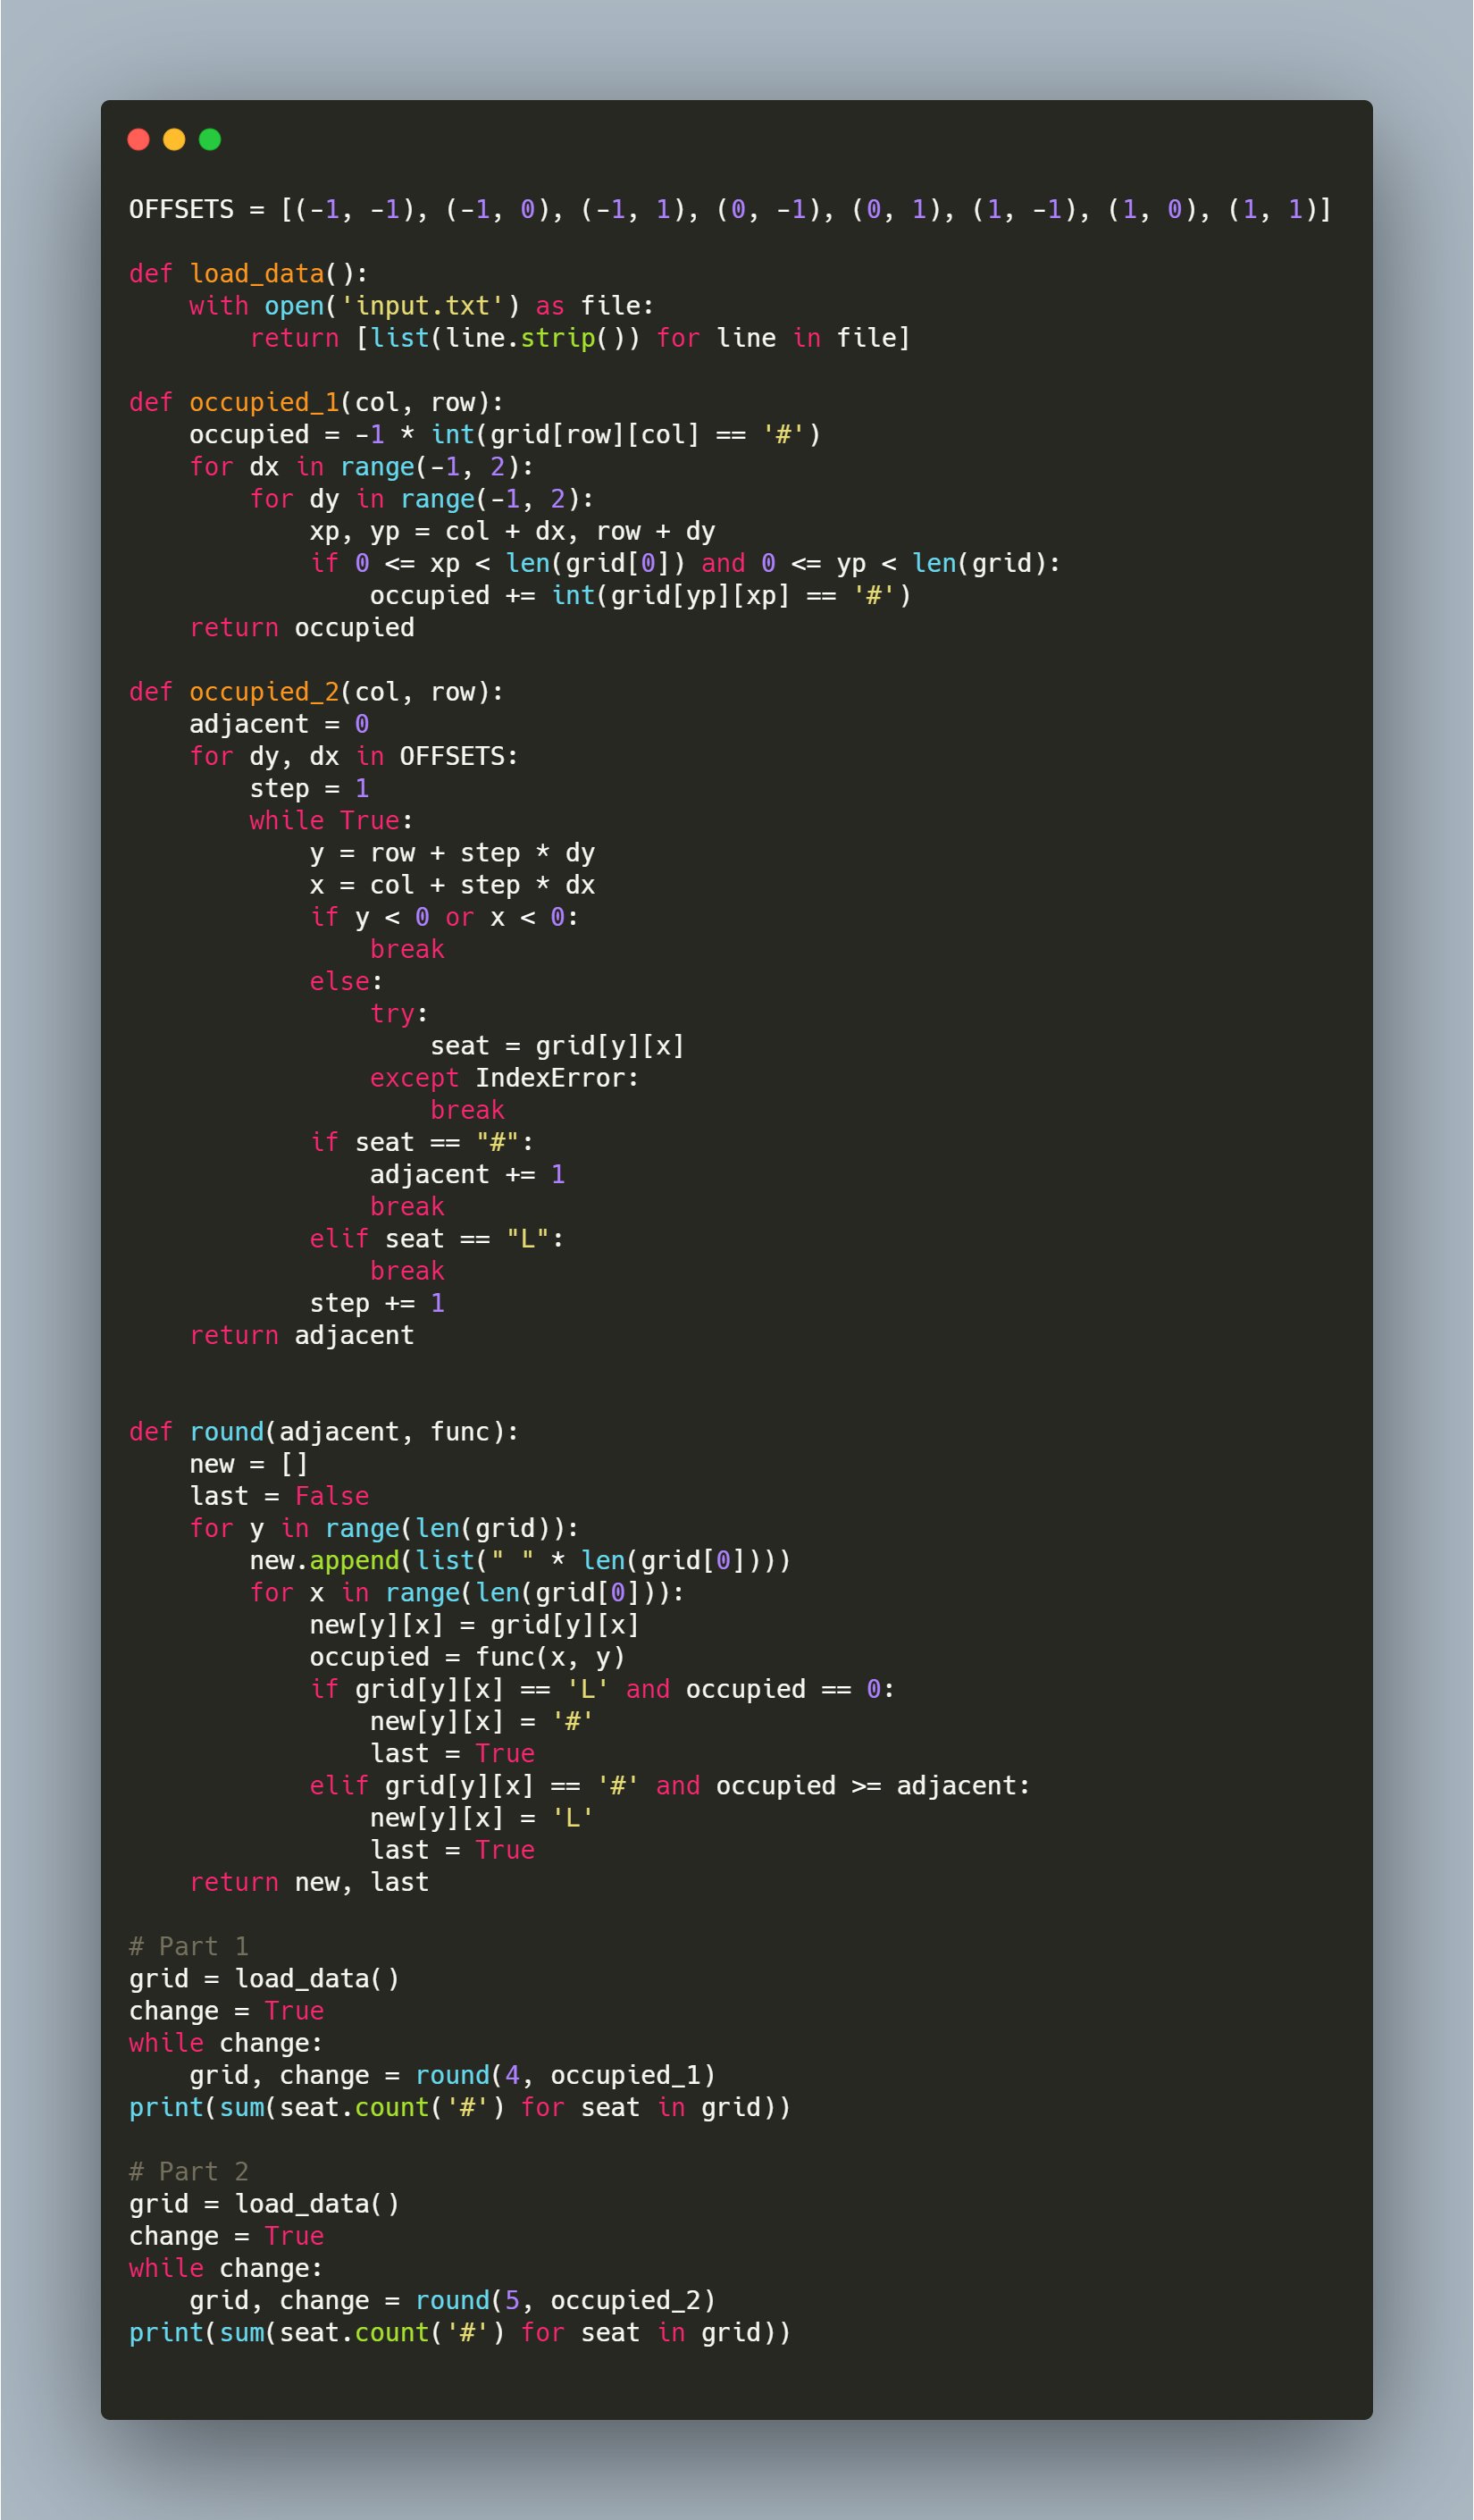 OFFSETS = [(-1, -1), (-1, 0), (-1, 1), (0, -1), (0, 1), (1, -1), (1, 0), (1, 1)]

def load_data():
    with open('input.txt') as file:
        return [list(line.strip()) for line in file]

def occupied_1(col, row):
    occupied = -1 * int(grid[row][col] == '#')
    for dx in range(-1, 2):
        for dy in range(-1, 2):
            xp, yp = col + dx, row + dy
            if 0 <= xp < len(grid[0]) and 0 <= yp < len(grid):
                occupied += int(grid[yp][xp] == '#')
    return occupied

def occupied_2(col, row):
    adjacent = 0
    for dy, dx in OFFSETS:
        step = 1
        while True:
            y = row + step * dy
            x = col + step * dx
            if y < 0 or x < 0:
                break
            else:
                try:
                    seat = grid[y][x]
                except IndexError:
                    break
            if seat == "#":
                adjacent += 1
                break
            elif seat == "L":
                break
            step += 1
    return adjacent


def round(adjacent, func):
    new = []
    last = False
    for y in range(len(grid)):
        new.append(list(" " * len(grid[0])))
        for x in range(len(grid[0])):
            new[y][x] = grid[y][x]
            occupied = func(x, y)
            if grid[y][x] == 'L' and occupied == 0:
                new[y][x] = '#'
                last = True
            elif grid[y][x] == '#' and occupied >= adjacent:
                new[y][x] = 'L'
                last = True
    return new, last

# Part 1
grid = load_data()
change = True
while change:
    grid, change = round(4, occupied_1)
print(sum(seat.count('#') for seat in grid))

# Part 2
grid = load_data()
change = True
while change:
    grid, change = round(5, occupied_2)
print(sum(seat.count('#') for seat in grid))